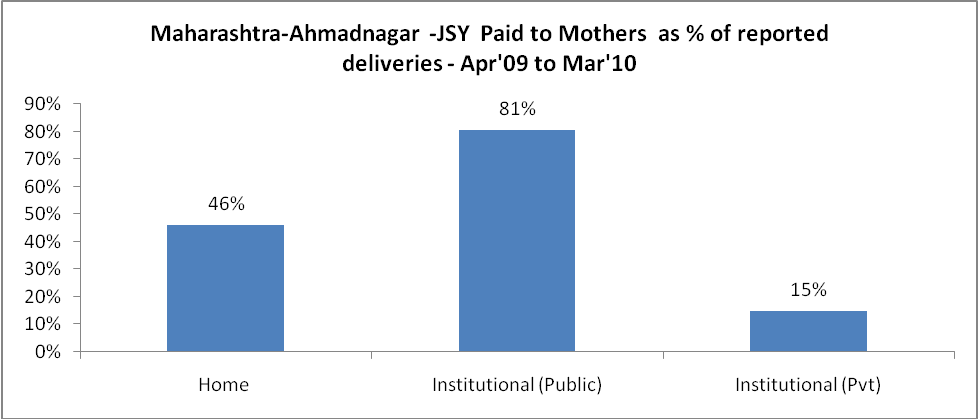 Maharashtra-Ahmadnagar -JSY Paid to Mothers as % of reported
deliveries - Apr'09 to Mar'10
90%
80%
70%
60%
50%
40%
30%
20%
10%
0%
46%
81%
15%
Home
Institutional (Public)
Institutional (Pvt)